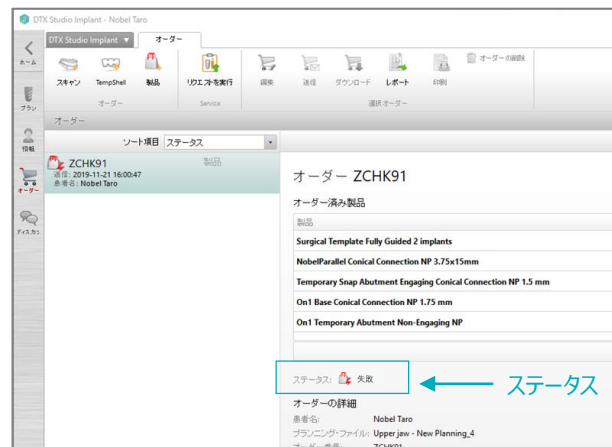 DTX Studio Implant - Nobel Taro
DTX Studio Implant ▼ オーダー
ホーム
スキャン TempShell 製品 リクエストを実行 編集 送信 ダウンロード レポート 印刷 オーダーの削除
オーダー Service 選択オーダー
プラン
オーダー
情報
ソート項目 ステータス
ZCHK91 製品
送信: 2019-11-21 16:00:47
患者名: Nobel Taro
オーダー
オーダー ZCHK91
オーダー済み製品
製品
Surgical Template Fully Guided 2 implants
NobelParallel Conical Connection NP 3.75x15mm
Temporary Snap Abutment Engaging Conical Connection NP 1.5 mm
On1 Base Conical Connection NP 1.75 mm
On1 Temporary Abutment Non-Engaging NP
ステータス: 失敗
ステータス
オーダーの詳細
患者名: Nobel Taro
プランニング・ファイル: Upper jaw - New Planning_4
オーダー番号: ZCHK91